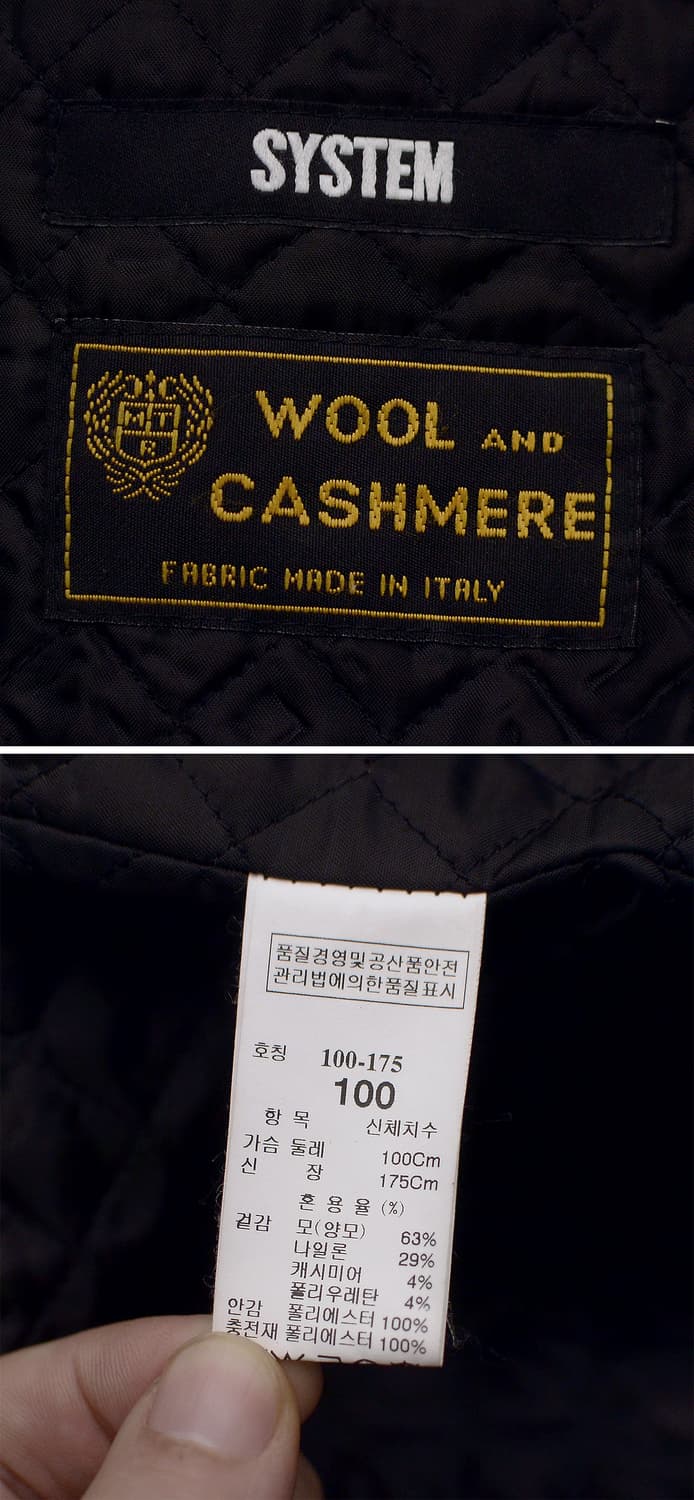 SYSTEM
M T
R
WOOL AND
CASHMERE
FABRIC MADE IN ITALY
품질경영및공산품안전
관리법에의한품질표시
호칭 100-175
100
항 목 신체치수
가슴 둘레 100Cm
신 장 175Cm
혼 용 율 (%)
겉감 모(양모) 63%
나일론 29%
캐시미어 4%
폴리우레탄 4%
안감 폴리에스터 100%
충전재 폴리에스터 100%